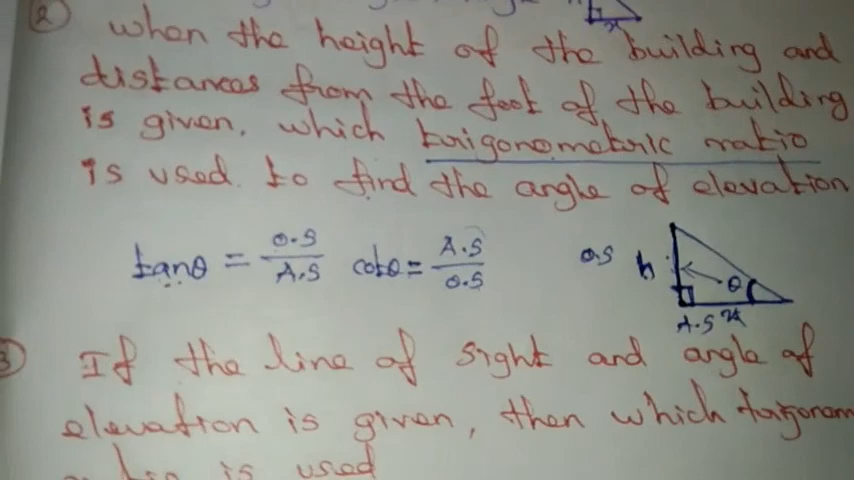 2 when the height of the building and
distances from the foot of the building
is given. which trigonometric ratio
is used. to find the angle of elevation
tanθ = O.S / A.S cotθ = A.S / O.S O.S h θ
A.S x
3 If the line of sight and angle of
elevation is given, then which trigonom
is used